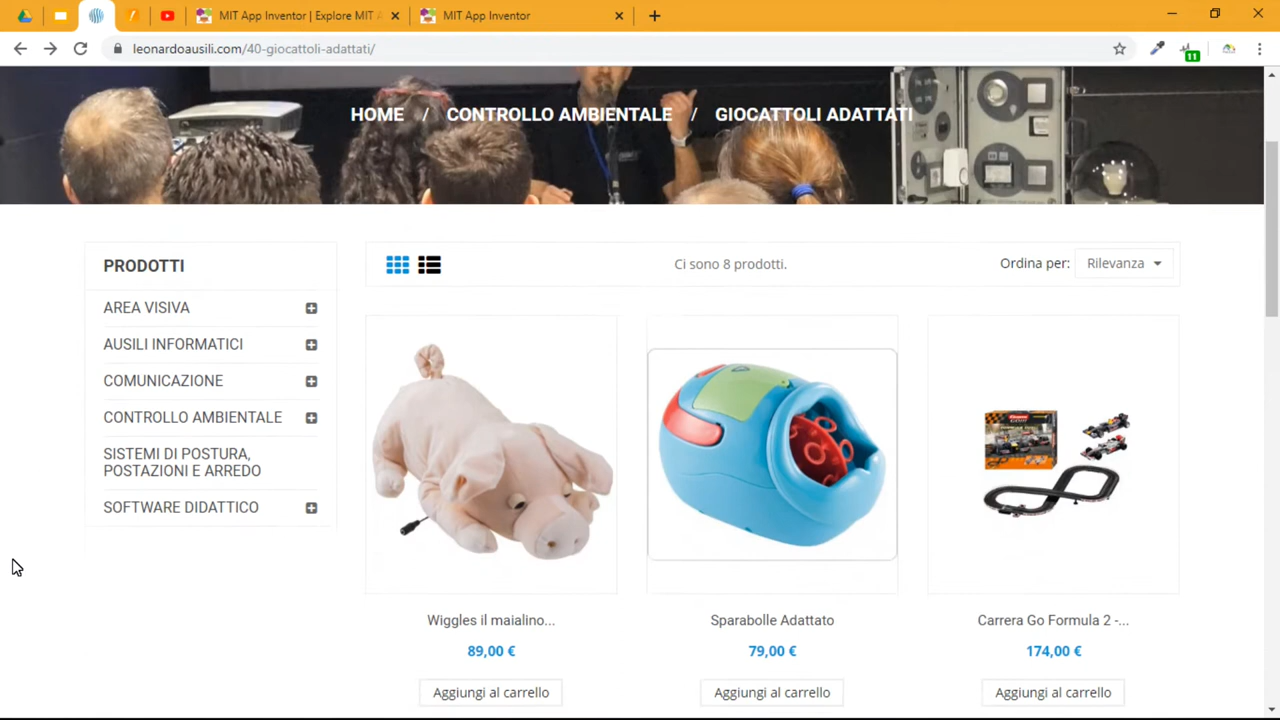 MIT App Inventor | Explore MIT A
MIT App Inventor
leonardoausili.com/40-giocattoli-adattati/
11
HOME / CONTROLLO AMBIENTALE / GIOCATTOLI ADATTATI
PRODOTTI
AREA VISIVA
AUSILI INFORMATICI
COMUNICAZIONE
CONTROLLO AMBIENTALE
SISTEMI DI POSTURA,
POSTAZIONI E ARREDO
SOFTWARE DIDATTICO
Ci sono 8 prodotti.
Ordina per: Rilevanza
Wiggles il maialino...
89,00 €
Aggiungi al carrello
Sparabolle Adattato
79,00 €
Aggiungi al carrello
Carrera Go Formula 2 -...
174,00 €
Aggiungi al carrello